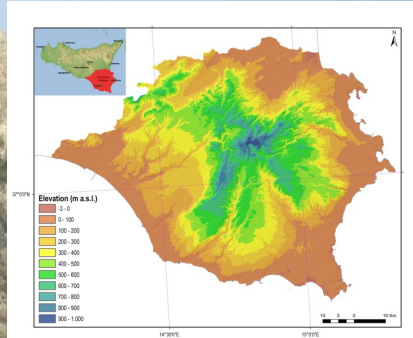 N
37°0'0"N
Elevation (m a.s.l.)
-3 - 0
0 - 100
100 - 200
200 - 300
300 - 400
400 - 500
500 - 600
600 - 700
700 - 800
800 - 900
900 - 1.000
10 5 0 10 Km
14°30'0"E
15°0'0"E